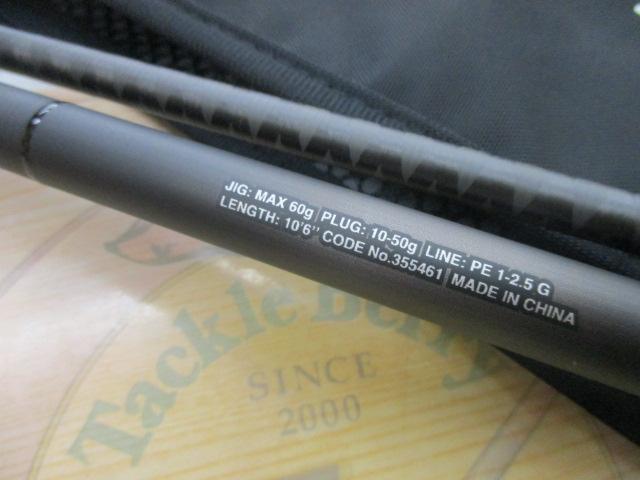 JIG: MAX 60g | PLUG: 10-50g | LINE: PE 1-2.5 G
LENGTH: 10'6" CODE No.355461 | MADE IN CHINA
Tackle Berry
SINCE
2000